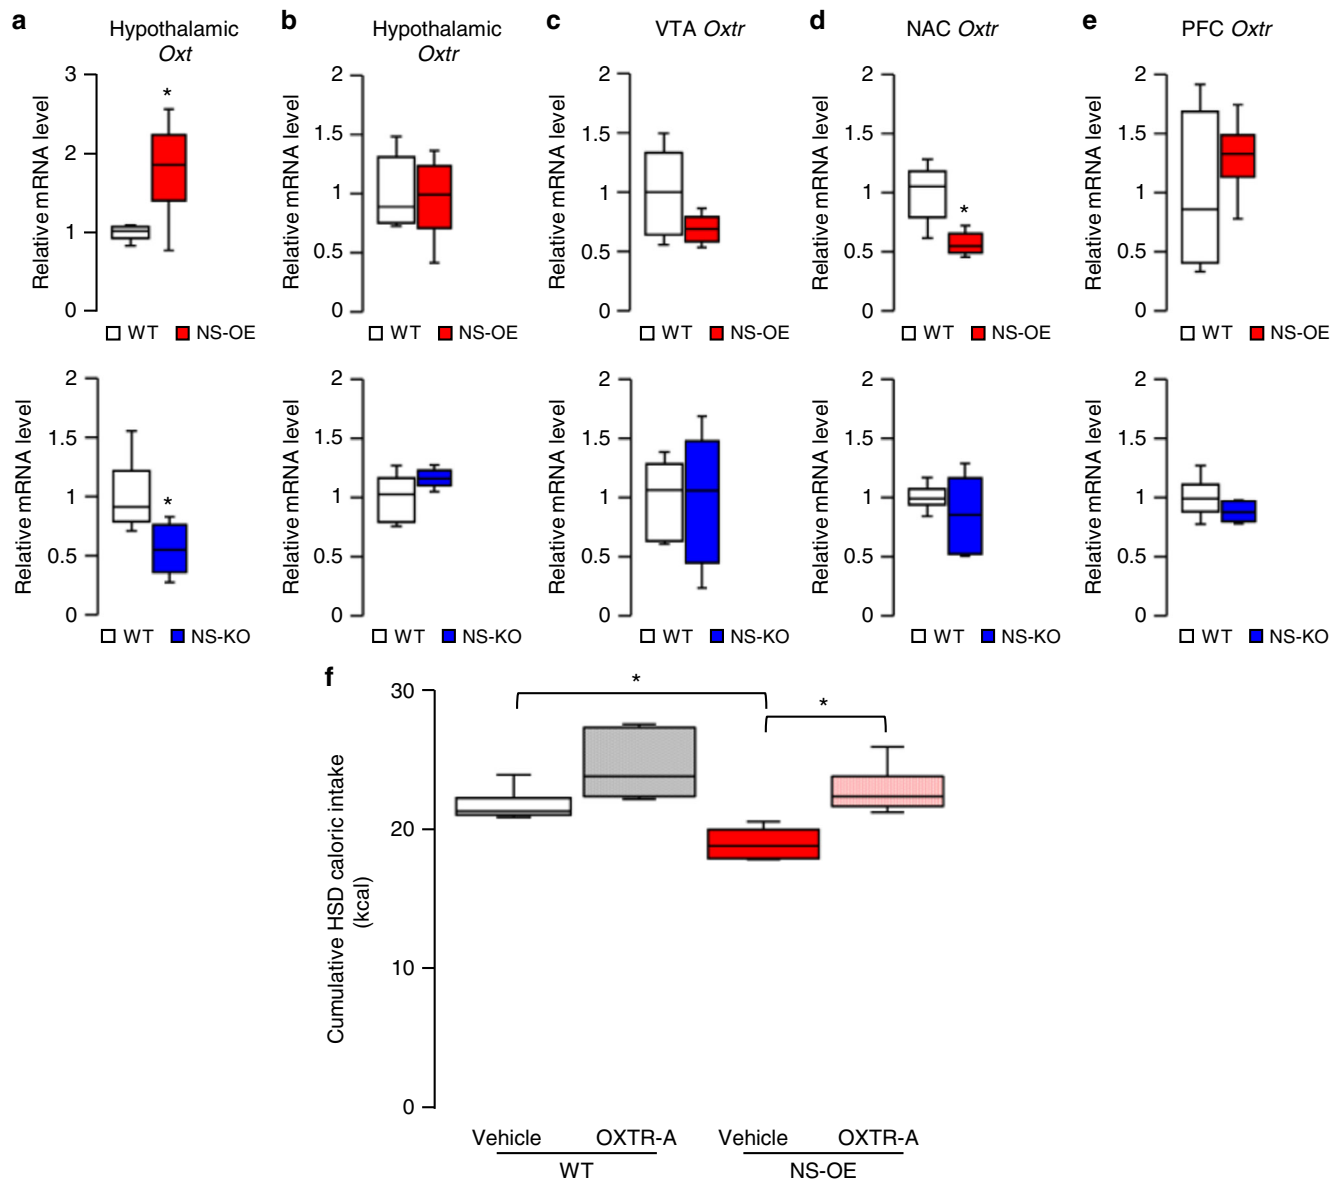 a
Hypothalamic
Oxt
Relative mRNA level
3
2
1
0
*
WT NS-OE
b
Hypothalamic
Oxtr
Relative mRNA level
2
1.5
1
0.5
0
WT NS-OE
c
VTA Oxtr
Relative mRNA level
2
1.5
1
0.5
0
WT NS-OE
d
NAC Oxtr
Relative mRNA level
2
1.5
1
0.5
0
*
WT NS-OE
e
PFC Oxtr
Relative mRNA level
2
1.5
1
0.5
0
WT NS-OE
Relative mRNA level
2
1.5
1
0.5
0
*
WT NS-KO
Relative mRNA level
2
1.5
1
0.5
0
WT NS-KO
Relative mRNA level
2
1.5
1
0.5
0
WT NS-KO
Relative mRNA level
2
1.5
1
0.5
0
WT NS-KO
Relative mRNA level
2
1.5
1
0.5
0
WT NS-KO
f
Cumulative HSD caloric intake
(kcal)
30
20
10
0
*
*
Vehicle OXTR-A Vehicle OXTR-A
WT NS-OE